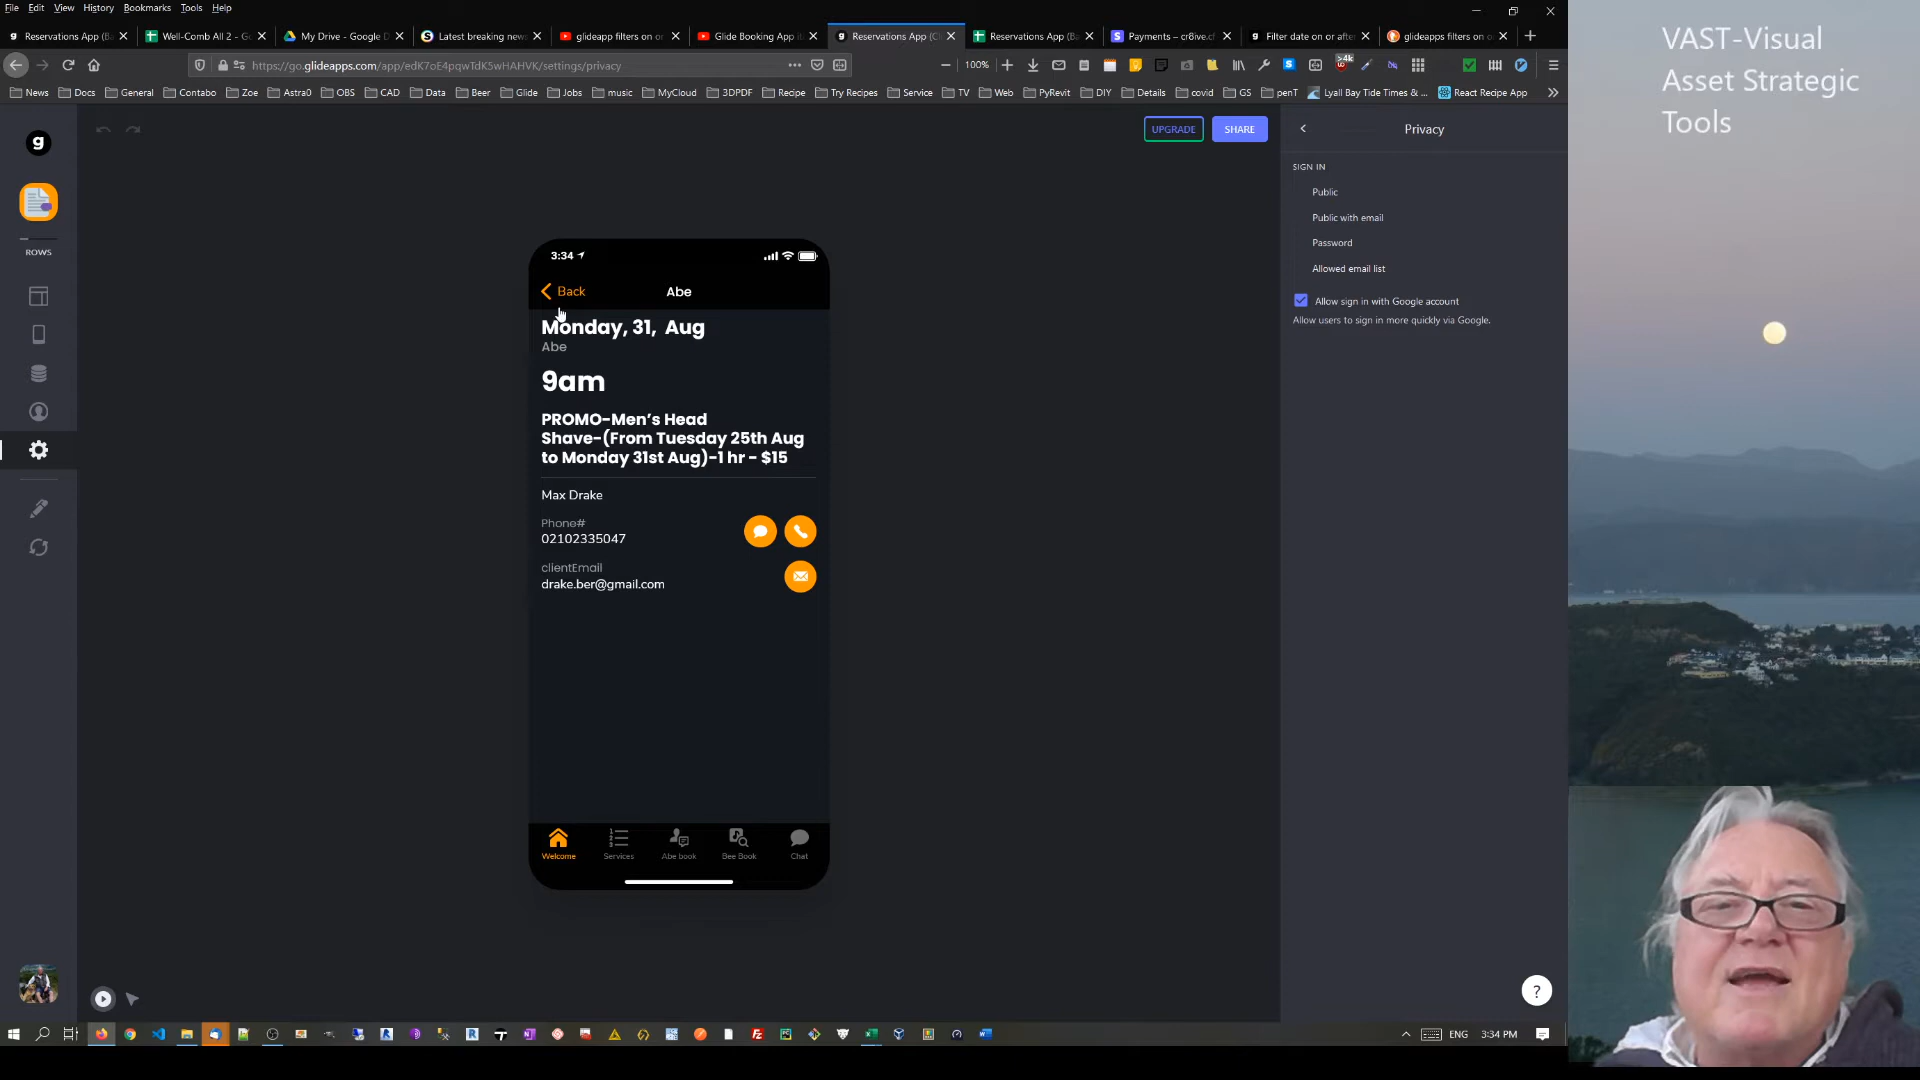 File Edit View History Bookmarks Tools Help
Reservations App (Ba Well-Comb All 2 - Go My Drive - Google D Latest breaking news glideapp filters on or Glide Booking App ita Reservations App (C Reservations App (Ba Payments – cr8ive.cf Filter date on or after glideapps filters on o
https://go.glideapps.com/app/edK7oE4pqwTdK5wHAHVK/settings/privacy 100% >4k
News Docs General Contabo Zoe Astra0 OBS CAD Data Beer Glide Jobs music MyCloud 3DPDF Recipe Try Recipes Service TV Web PyRevit DIY Details covid GS penT Lyall Bay Tide Times & ... React Recipe App
VAST-Visual
Asset Strategic
Tools
g
ROWS
UPGRADE SHARE
Privacy
SIGN IN
Public
Public with email
Password
Allowed email list
Allow sign in with Google account
Allow users to sign in more quickly via Google.
3:34
Back Abe
Monday, 31, Aug
Abe
9am
PROMO-Men's Head
Shave-(From Tuesday 25th Aug
to Monday 31st Aug)-1 hr - $15
Max Drake
Phone#
02102335047
clientEmail
drake.ber@gmail.com
Welcome Services Abe book Bee Book Chat
?
ENG 3:34 PM